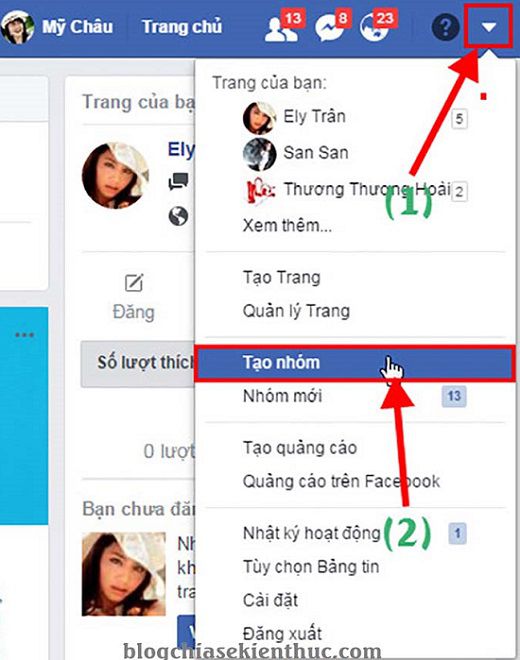 Mỹ Châu Trang chủ 13 8 23 ?
Trang của bạ
Ely
Đăng
Số lượt thích
0 lượt
Bạn chưa đăn
Nh
kh
tra
V
Trang của bạn:
Ely Trân 5
San San
Thương Thương Hoài 2
(1)
Xem thêm...
Tạo Trang
Quản lý Trang
Tạo nhóm
Nhóm mới 13
Tạo quảng cáo
Quảng cáo trên Facebook
Nhật ký hoạt động 1
(2)
Tùy chọn Bảng tin
Cài đặt
Đăng xuất
blogchiasekienthuc.com